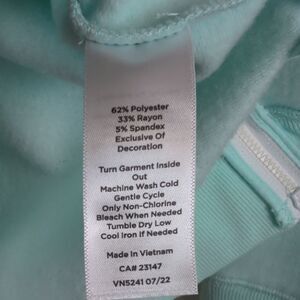 62% Polyester
33% Rayon
5% Spandex
Exclusive Of
Decoration
Turn Garment Inside
Out
Machine Wash Cold
Gentle Cycle
Only Non-Chlorine
Bleach When Needed
Tumble Dry Low
Cool Iron If Needed
Made In Vietnam
CA# 23147
VN5241 07/22